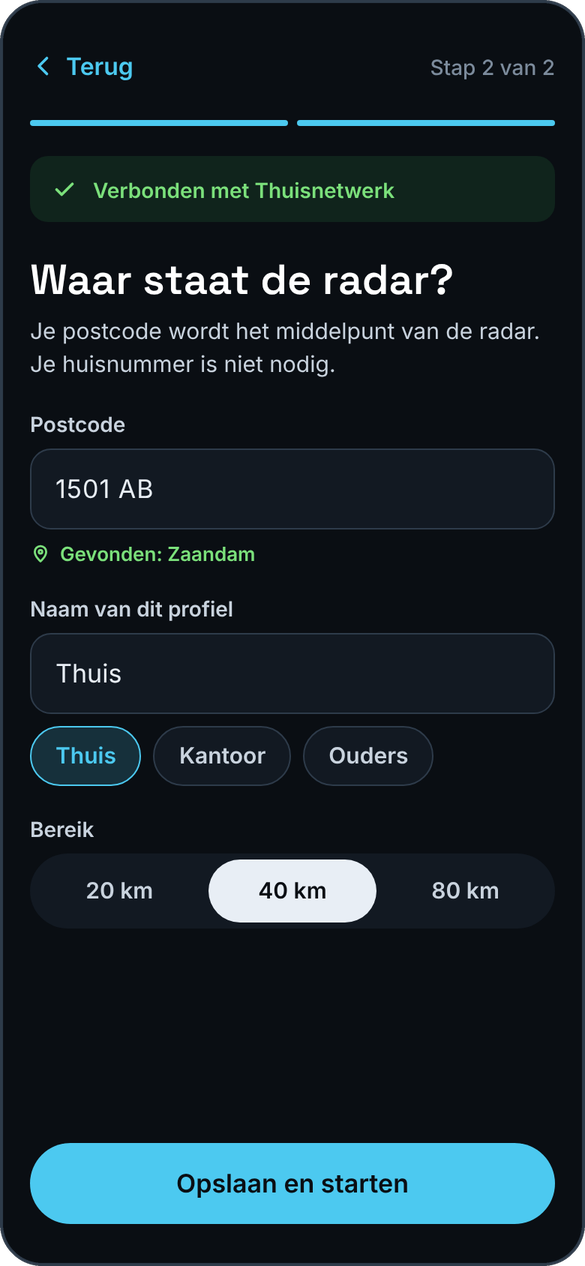 Terug
Stap 2 van 2
Verbonden met Thuisnetwerk
Waar staat de radar?
Je postcode wordt het middelpunt van de radar.
Je huisnummer is niet nodig.
Postcode
1501 AB
Gevonden: Zaandam
Naam van dit profiel
Thuis
Thuis
Kantoor
Ouders
Bereik
20 km
40 km
80 km
Opslaan en starten